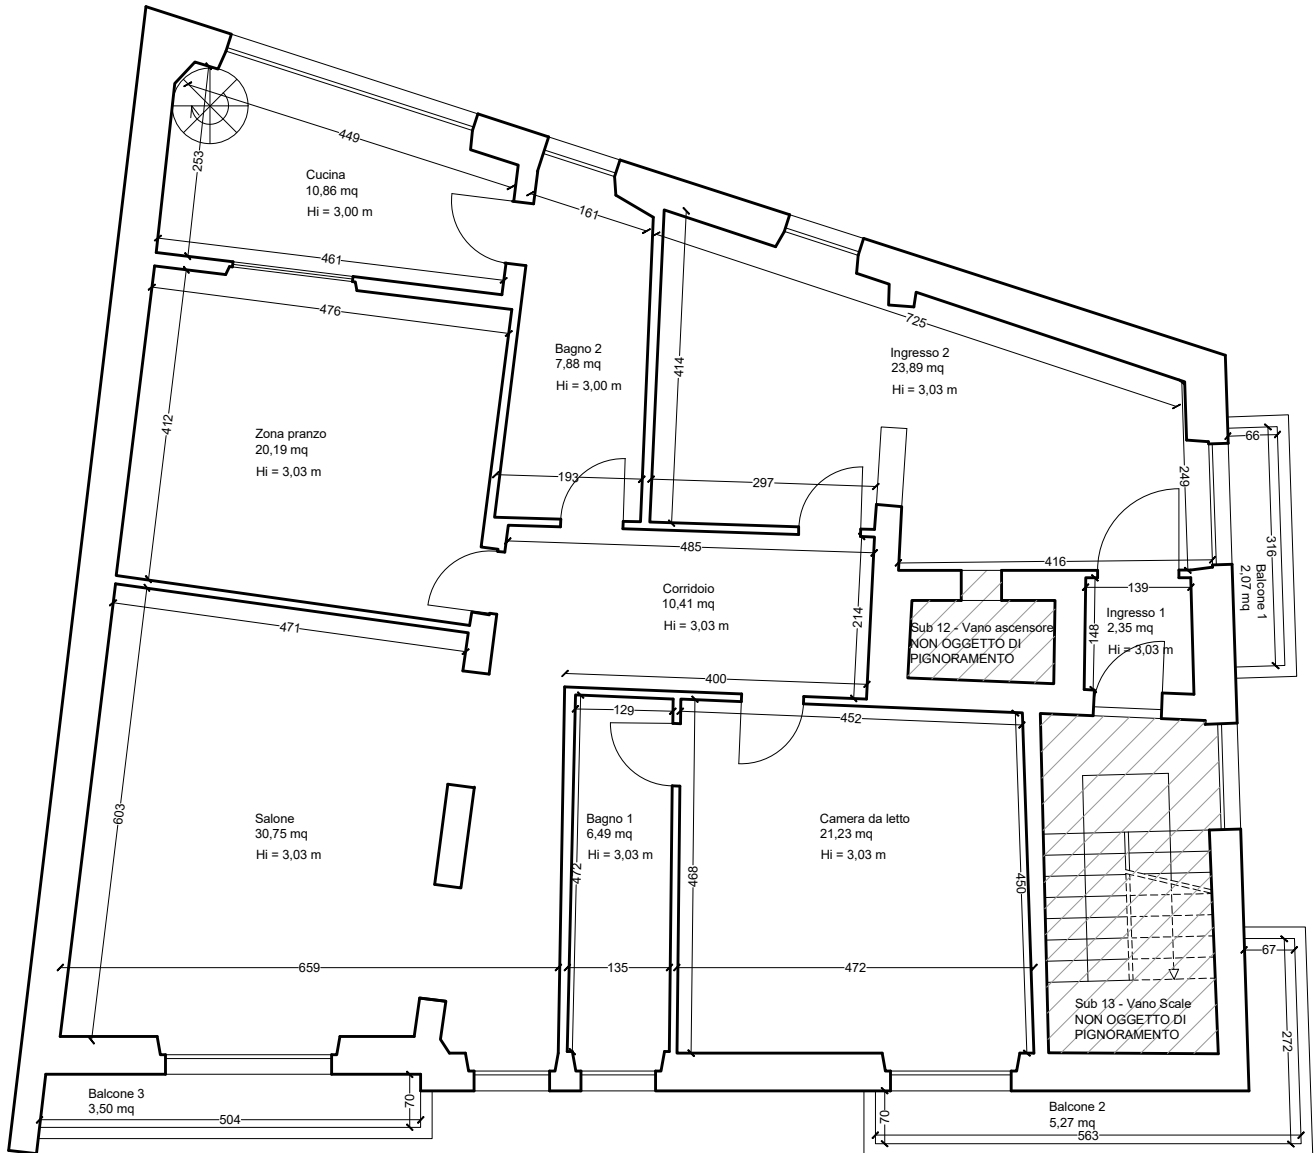 449
253
Cucina
10,86 mq
Hi = 3,00 m
161
461
476
725
Bagno 2
7,88 mq
Hi = 3,00 m
414
Ingresso 2
23,89 mq
Hi = 3,03 m
412
Zona pranzo
20,19 mq
Hi = 3,03 m
66
193
297
249
485
416
316
Balcone 1
2,07 mq
Corridoio
10,41 mq
Hi = 3,03 m
214
139
148
Ingresso 1
2,35 mq
Hi = 3,03 m
Sub 12 - Vano ascensore
NON OGGETTO DI
PIGNORAMENTO
471
400
129
452
603
Salone
30,75 mq
Hi = 3,03 m
Bagno 1
6,49 mq
Hi = 3,03 m
472
468
Camera da letto
21,23 mq
Hi = 3,03 m
450
659
135
472
67
Sub 13 - Vano Scale
NON OGGETTO DI
PIGNORAMENTO
272
Balcone 3
3,50 mq
70
504
70
Balcone 2
5,27 mq
563